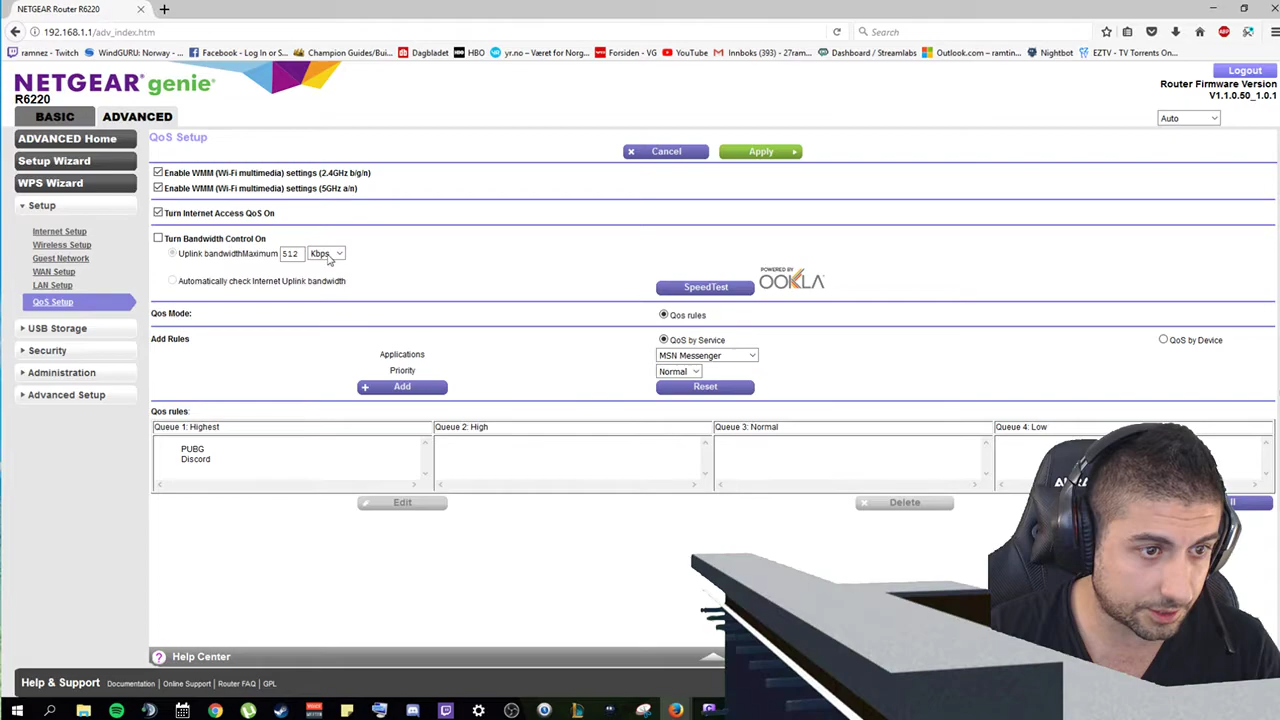 NETGEAR Router R6220
192.168.1.1/adv_index.htm
Search
ramnez - Twitch
WindGURU: Norway - ...
Facebook - Log In or S...
Champion Guides/Bui...
Dagbladet
HBO
yr.no – Været for Norg...
Forsiden - VG
YouTube
Innboks (393) - 27ram...
Dashboard / Streamlabs
Outlook.com – ramtin...
Nightbot
EZTV - TV Torrents On...
NETGEAR genie
R6220
Logout
Router Firmware Version
V1.1.0.50_1.0.1
BASIC
ADVANCED
Auto
ADVANCED Home
Setup Wizard
WPS Wizard
Setup
Internet Setup
Wireless Setup
Guest Network
WAN Setup
LAN Setup
QoS Setup
USB Storage
Security
Administration
Advanced Setup
QoS Setup
Cancel
Apply
Enable WMM (Wi-Fi multimedia) settings (2.4GHz b/g/n)
Enable WMM (Wi-Fi multimedia) settings (5GHz a/n)
Turn Internet Access QoS On
Turn Bandwidth Control On
Uplink bandwidthMaximum 512 Kbps
Automatically check Internet Uplink bandwidth
SpeedTest
POWERED BY
OOKLA
Qos Mode:
Qos rules
Add Rules
QoS by Service
QoS by Device
Applications
MSN Messenger
Priority
Normal
Add
Reset
Qos rules:
Queue 1: Highest
Queue 2: High
Queue 3: Normal
Queue 4: Low
PUBG
Discord
Edit
Delete
Help Center
Help & Support
Documentation
Online Support
Router FAQ
GPL